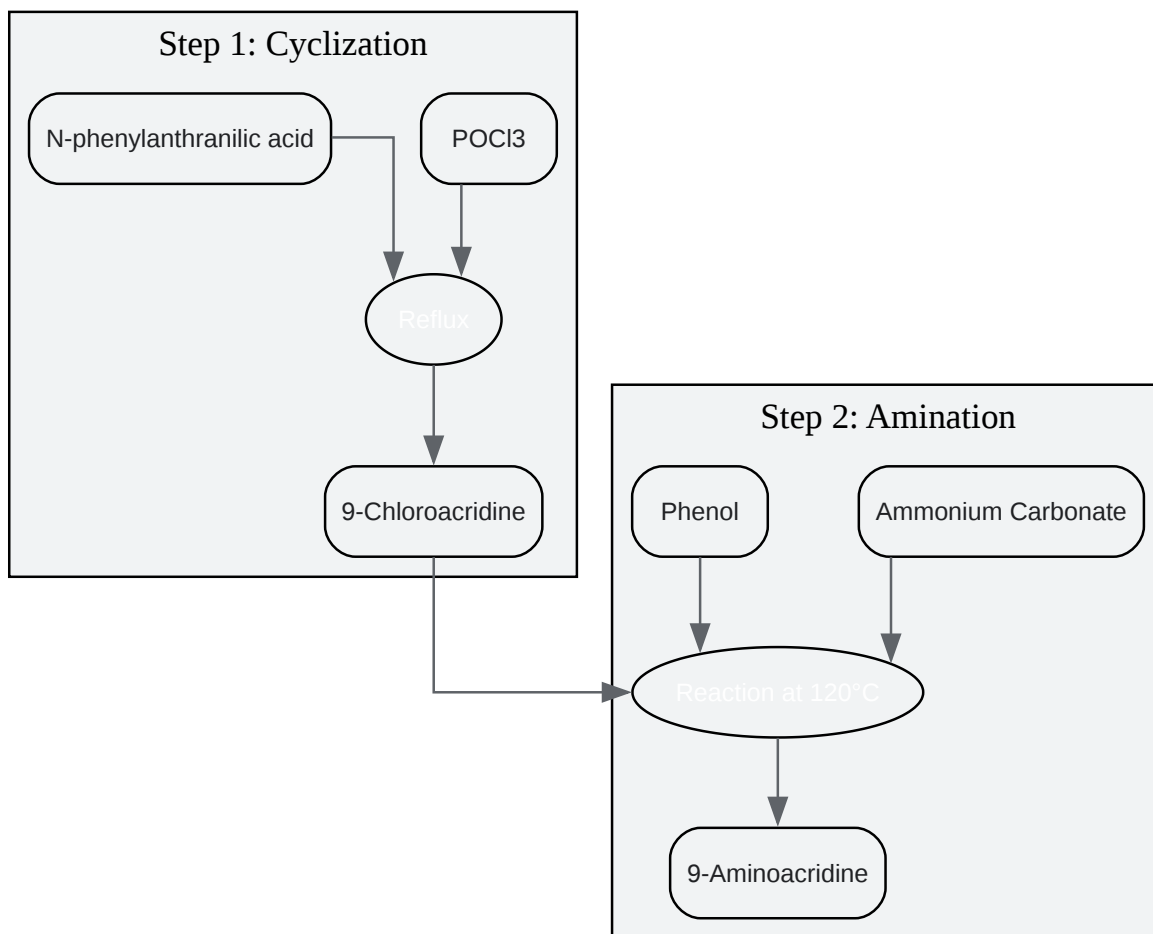 Step 1: Cyclization
N-phenylanthranilic acid
POCl3
Reflux
9-Chloroacridine
Step 2: Amination
Phenol
Ammonium Carbonate
Reaction at 120°C
9-Aminoacridine